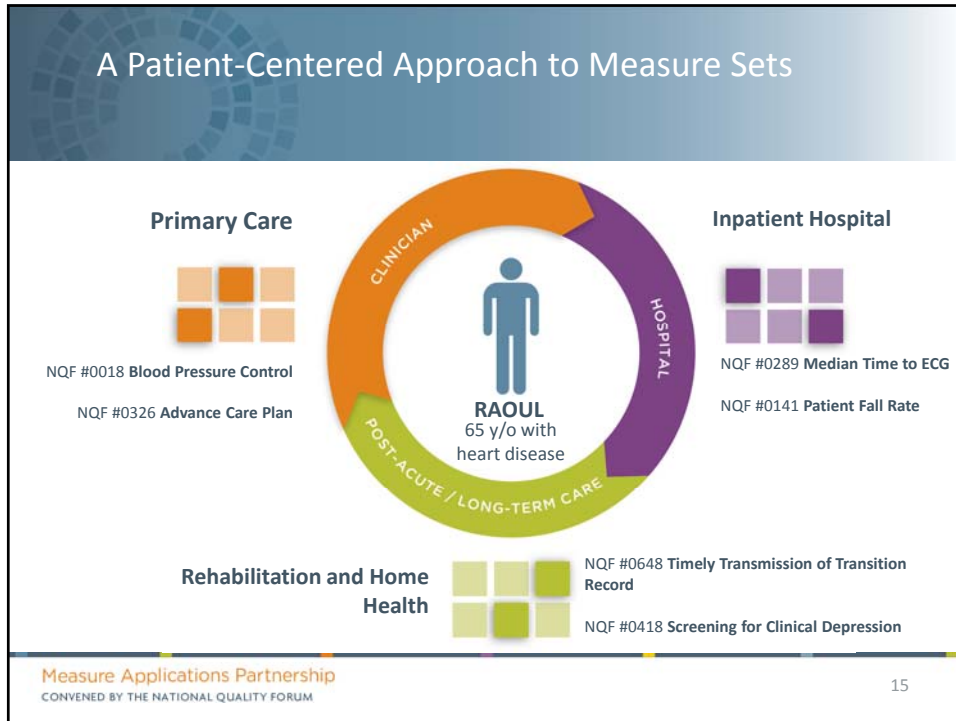 A Patient-Centered Approach to Measure Sets
Primary Care
NQF #0018 Blood Pressure Control
NQF #0326 Advance Care Plan
CLINICIAN
HOSPITAL
POST-ACUTE / LONG-TERM CARE
RAOUL
65 y/o with
heart disease
Inpatient Hospital
NQF #0289 Median Time to ECG
NQF #0141 Patient Fall Rate
Rehabilitation and Home
Health
NQF #0648 Timely Transmission of Transition
Record
NQF #0418 Screening for Clinical Depression
Measure Applications Partnership
CONVENED BY THE NATIONAL QUALITY FORUM
15